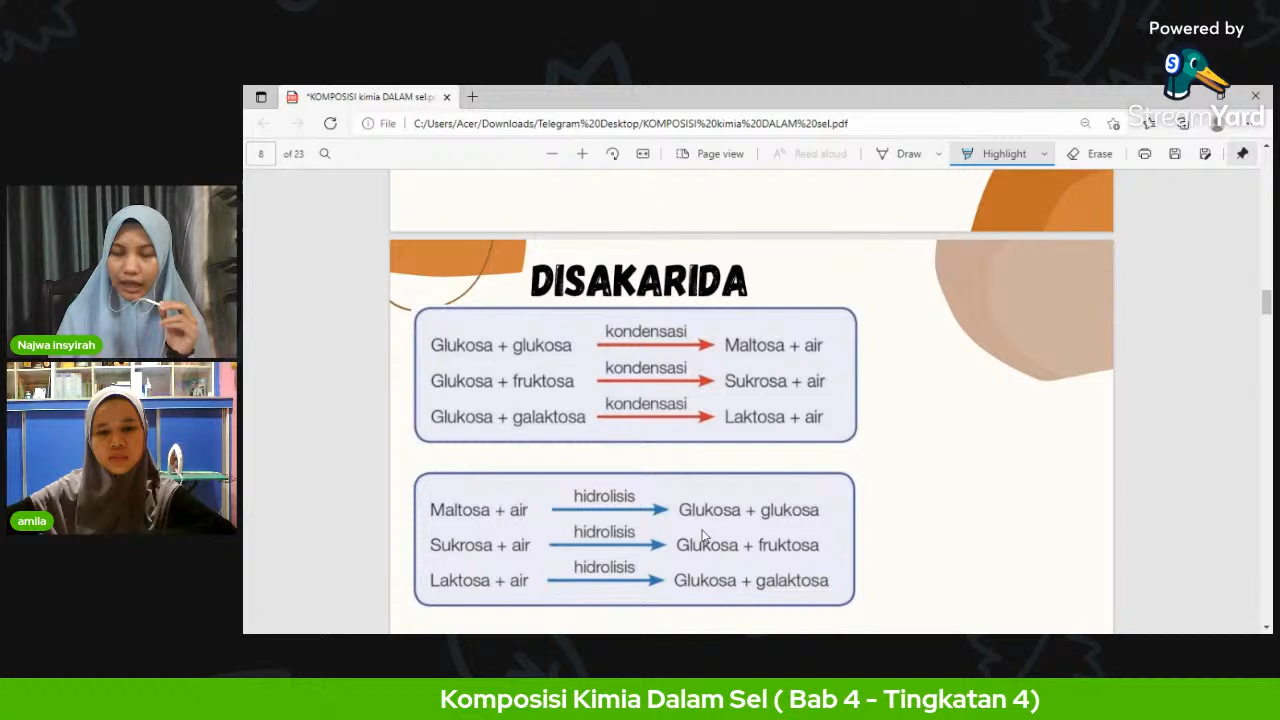 Powered by
StreamYard
*KOMPOSISI kimia DALAM sel.p
File
C:/Users/Acer/Downloads/Telegram%20Desktop/KOMPOSISI%20kimia%20DALAM%20sel.pdf
8 of 23
Page view
Read aloud
Draw
Highlight
Erase
DISAKARIDA
Glukosa + glukosa kondensasi Maltosa + air
Glukosa + fruktosa kondensasi Sukrosa + air
Glukosa + galaktosa kondensasi Laktosa + air
Maltosa + air hidrolisis Glukosa + glukosa
Sukrosa + air hidrolisis Glukosa + fruktosa
Laktosa + air hidrolisis Glukosa + galaktosa
Najwa insyirah
amila
Komposisi Kimia Dalam Sel ( Bab 4 - Tingkatan 4)